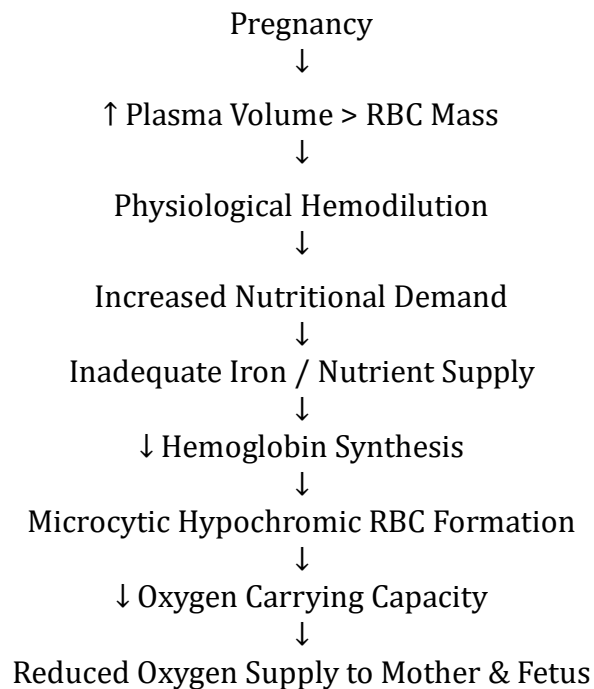 Pregnancy
↓
↑ Plasma Volume > RBC Mass
↓
Physiological Hemodilution
↓
Increased Nutritional Demand
↓
Inadequate Iron / Nutrient Supply
↓
↓ Hemoglobin Synthesis
↓
Microcytic Hypochromic RBC Formation
↓
↓ Oxygen Carrying Capacity
↓
Reduced Oxygen Supply to Mother & Fetus